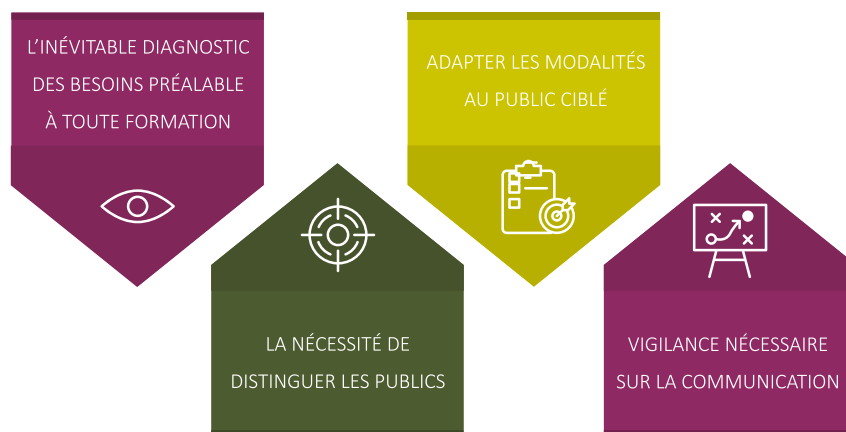 L'INÉVITABLE DIAGNOSTIC
DES BESOINS PRÉALABLE
À TOUTE FORMATION
LA NÉCESSITÉ DE
DISTINGUER LES PUBLICS
ADAPTER LES MODALITÉS
AU PUBLIC CIBLÉ
VIGILANCE NÉCESSAIRE
SUR LA COMMUNICATION